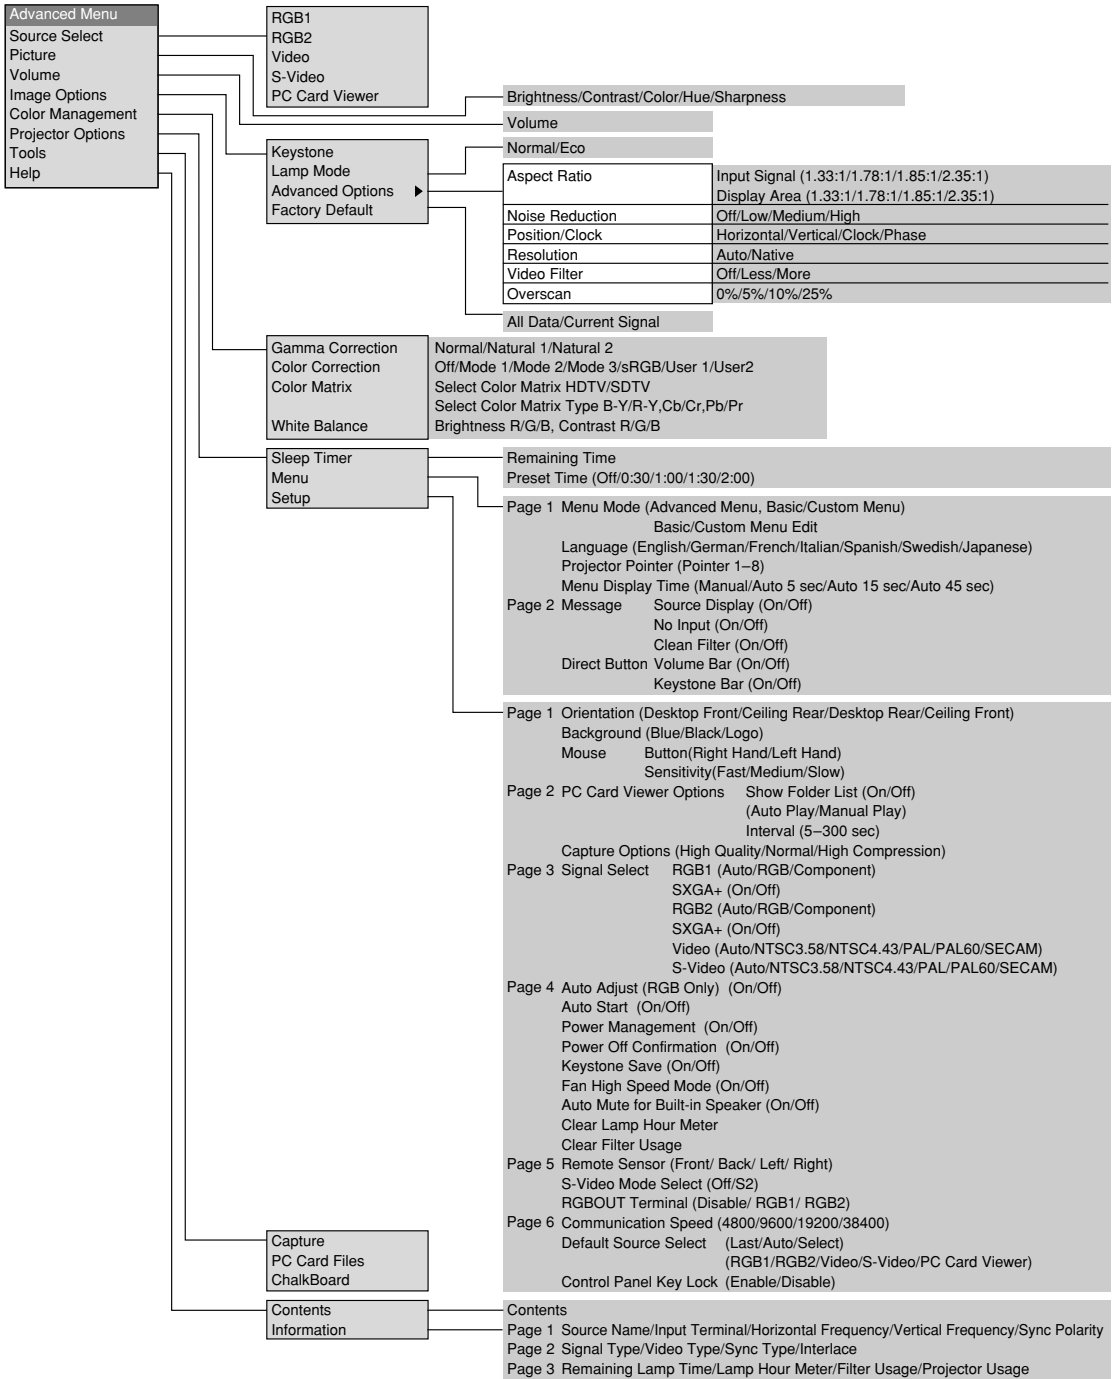 Advanced Menu
Source Select
Picture
Volume
Image Options
Color Management
Projector Options
Tools
Help
RGB1
RGB2
Video
S-Video
PC Card Viewer
Brightness/Contrast/Color/Hue/Sharpness
Volume
Keystone
Lamp Mode
Advanced Options ▶
Factory Default
Normal/Eco
Aspect Ratio Input Signal (1.33:1/1.78:1/1.85:1/2.35:1)
Display Area (1.33:1/1.78:1/1.85:1/2.35:1)
Noise Reduction Off/Low/Medium/High
Position/Clock Horizontal/Vertical/Clock/Phase
Resolution Auto/Native
Video Filter Off/Less/More
Overscan 0%/5%/10%/25%
All Data/Current Signal
Gamma Correction Normal/Natural 1/Natural 2
Color Correction Off/Mode 1/Mode 2/Mode 3/sRGB/User 1/User2
Color Matrix Select Color Matrix HDTV/SDTV
Select Color Matrix Type B-Y/R-Y,Cb/Cr,Pb/Pr
White Balance Brightness R/G/B, Contrast R/G/B
Sleep Timer
Menu
Setup
Remaining Time
Preset Time (Off/0:30/1:00/1:30/2:00)
Page 1 Menu Mode (Advanced Menu, Basic/Custom Menu)
Basic/Custom Menu Edit
Language (English/German/French/Italian/Spanish/Swedish/Japanese)
Projector Pointer (Pointer 1–8)
Menu Display Time (Manual/Auto 5 sec/Auto 15 sec/Auto 45 sec)
Page 2 Message Source Display (On/Off)
No Input (On/Off)
Clean Filter (On/Off)
Direct Button Volume Bar (On/Off)
Keystone Bar (On/Off)
Page 1 Orientation (Desktop Front/Ceiling Rear/Desktop Rear/Ceiling Front)
Background (Blue/Black/Logo)
Mouse Button(Right Hand/Left Hand)
Sensitivity(Fast/Medium/Slow)
Page 2 PC Card Viewer Options Show Folder List (On/Off)
(Auto Play/Manual Play)
Interval (5–300 sec)
Capture Options (High Quality/Normal/High Compression)
Page 3 Signal Select RGB1 (Auto/RGB/Component)
SXGA+ (On/Off)
RGB2 (Auto/RGB/Component)
SXGA+ (On/Off)
Video (Auto/NTSC3.58/NTSC4.43/PAL/PAL60/SECAM)
S-Video (Auto/NTSC3.58/NTSC4.43/PAL/PAL60/SECAM)
Page 4 Auto Adjust (RGB Only) (On/Off)
Auto Start (On/Off)
Power Management (On/Off)
Power Off Confirmation (On/Off)
Keystone Save (On/Off)
Fan High Speed Mode (On/Off)
Auto Mute for Built-in Speaker (On/Off)
Clear Lamp Hour Meter
Clear Filter Usage
Page 5 Remote Sensor (Front/ Back/ Left/ Right)
S-Video Mode Select (Off/S2)
RGBOUT Terminal (Disable/ RGB1/ RGB2)
Page 6 Communication Speed (4800/9600/19200/38400)
Default Source Select (Last/Auto/Select)
(RGB1/RGB2/Video/S-Video/PC Card Viewer)
Control Panel Key Lock (Enable/Disable)
Capture
PC Card Files
ChalkBoard
Contents
Information
Contents
Page 1 Source Name/Input Terminal/Horizontal Frequency/Vertical Frequency/Sync Polarity
Page 2 Signal Type/Video Type/Sync Type/Interlace
Page 3 Remaining Lamp Time/Lamp Hour Meter/Filter Usage/Projector Usage